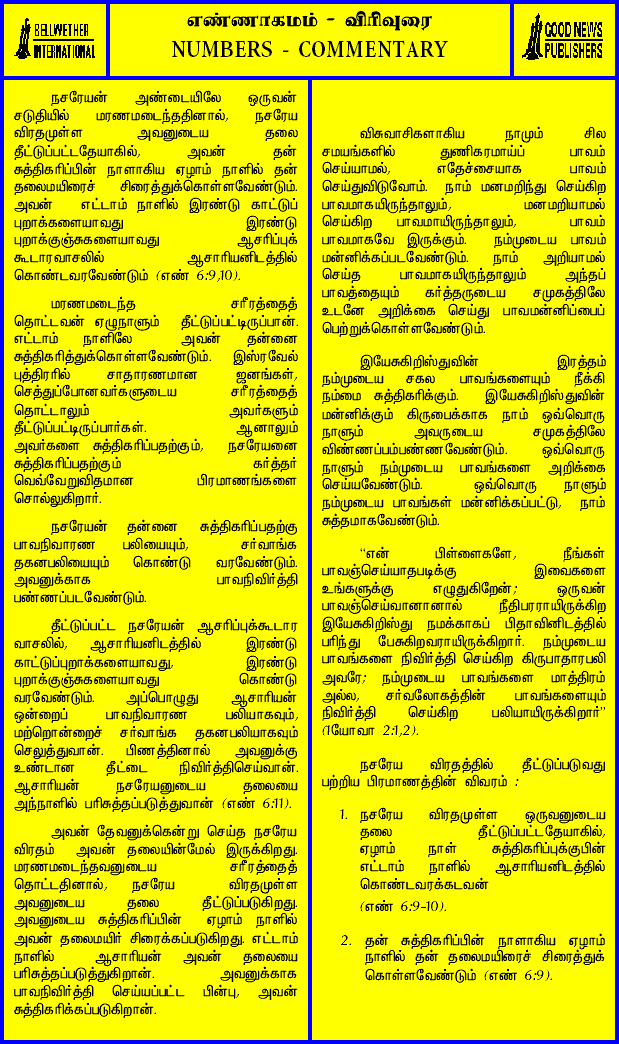 BELLWETHER
INTERNATIONAL
எண்ணாகமம் - விரிவுரை
NUMBERS - COMMENTARY
GOOD NEWS
PUBLISHERS
நசரேயன் அண்டையிலே ஒருவன்
சடுதியில் மரணமடைந்ததினால், நசரேய
விரதமுள்ள அவனுடைய தலை
தீட்டுப்பட்டதேயாகில், அவன் தன்
சுத்திகரிப்பின் நாளாகிய ஏழாம் நாளில் தன்
தலைமயிரைச் சிரைத்துக்கொள்ளவேண்டும்.
அவன் எட்டாம் நாளில் இரண்டு காட்டுப்
புறாக்களையாவது இரண்டு
புறாக்குஞ்சுகளையாவது ஆசரிப்புக்
கூடாரவாசலில் ஆசாரியனிடத்தில்
கொண்டவரவேண்டும் (எண் 6:9,10).
மரணமடைந்த சரீரத்தைத்
தொட்டவன் ஏழுநாளும் தீட்டுப்பட்டிருப்பான்.
எட்டாம் நாளிலே அவன் தன்னை
சுத்திகரித்துக்கொள்ளவேண்டும். இஸ்ரவேல்
புத்திரரில் சாதாரணமான ஜனங்கள்,
செத்துப்போனவர்களுடைய சரீரத்தைத்
தொட்டாலும் அவர்களும்
தீட்டுப்பட்டிருப்பார்கள். ஆனாலும்
அவர்களை சுத்திகரிப்பதற்கும், நசரேயனை
சுத்திகரிப்பதற்கும் கர்த்தர்
வெவ்வேறுவிதமான பிரமாணங்களை
சொல்லுகிறார்.
நசரேயன் தன்னை சுத்திகரிப்பதற்கு
பாவநிவாரண பலியையும், சர்வாங்க
தகனபலியையும் கொண்டு வரவேண்டும்.
அவனுக்காக பாவநிவிர்த்தி
பண்ணப்படவேண்டும்.
தீட்டுப்பட்ட நசரேயன் ஆசரிப்புக்கூடார
வாசலில், ஆசாரியனிடத்தில் இரண்டு
காட்டுப்புறாக்களையாவது, இரண்டு
புறாக்குஞ்சுகளையாவது கொண்டு
வரவேண்டும். அப்பொழுது ஆசாரியன்
ஒன்றைப் பாவநிவாரண பலியாகவும்,
மற்றொன்றைச் சர்வாங்க தகனபலியாகவும்
செலுத்துவான். பிணத்தினால் அவனுக்கு
உண்டான தீட்டை நிவிர்த்திசெய்வான்.
ஆசாரியன் நசரேயனுடைய தலையை
அந்நாளில் பரிசுத்தப்படுத்துவான் (எண் 6:11).
அவன் தேவனுக்கென்று செய்த நசரேய
விரதம் அவன் தலையின்மேல் இருக்கிறது.
மரணமடைந்தவனுடைய சரீரத்தைத்
தொட்டதினால், நசரேய விரதமுள்ள
அவனுடைய தலை தீட்டுப்படுகிறது.
அவனுடைய சுத்திகரிப்பின் ஏழாம் நாளில்
அவன் தலைமயிர் சிரைக்கப்படுகிறது. எட்டாம்
நாளில் ஆசாரியன் அவன் தலையை
பரிசுத்தப்படுத்துகிறான். அவனுக்காக
பாவநிவிர்த்தி செய்யப்பட்ட பின்பு, அவன்
சுத்திகரிக்கப்படுகிறான்.
விசுவாசிகளாகிய நாமும் சில
சமயங்களில் துணிகரமாய்ப் பாவம்
செய்யாமல், எதேச்சையாக பாவம்
செய்துவிடுவோம். நாம் மனமறிந்து செய்கிற
பாவமாகயிருந்தாலும், மனமறியாமல்
செய்கிற பாவமாயிருந்தாலும், பாவம்
பாவமாகவே இருக்கும். நம்முடைய பாவம்
மன்னிக்கப்படவேண்டும். நாம் அறியாமல்
செய்த பாவமாகயிருந்தாலும் அந்தப்
பாவத்தையும் கர்த்தருடைய சமுகத்திலே
உடனே அறிக்கை செய்து பாவமன்னிப்பைப்
பெற்றுக்கொள்ளவேண்டும்.
இயேசுகிறிஸ்துவின் இரத்தம்
நம்முடைய சகல பாவங்களையும் நீக்கி
நம்மை சுத்திகரிக்கும். இயேசுகிறிஸ்துவின்
மன்னிக்கும் கிருபைக்காக நாம் ஒவ்வொரு
நாளும் அவருடைய சமுகத்திலே
விண்ணப்பம்பண்ணவேண்டும். ஒவ்வொரு
நாளும் நம்முடைய பாவங்களை அறிக்கை
செய்யவேண்டும். ஒவ்வொரு நாளும்
நம்முடைய பாவங்கள் மன்னிக்கப்பட்டு, நாம்
சுத்தமாகவேண்டும்.
“என் பிள்ளைகளே, நீங்கள்
பாவஞ்செய்யாதபடிக்கு இவைகளை
உங்களுக்கு எழுதுகிறேன்; ஒருவன்
பாவஞ்செய்வானானால் நீதிபரராயிருக்கிற
இயேசுகிறிஸ்து நமக்காகப் பிதாவினிடத்தில்
பரிந்து பேசுகிறவராயிருக்கிறார். நம்முடைய
பாவங்களை நிவிர்த்தி செய்கிற கிருபாதாரபலி
அவரே; நம்முடைய பாவங்களை மாத்திரம்
அல்ல, சர்வலோகத்தின் பாவங்களையும்
நிவிர்த்தி செய்கிற பலியாயிருக்கிறார்”
(1யோவா 2:1,2).
நசரேய விரதத்தில் தீட்டுப்படுவது
பற்றிய பிரமாணத்தின் விவரம் :
1. நசரேய விரதமுள்ள ஒருவனுடைய
தலை தீட்டுப்பட்டதேயாகில்,
ஏழாம் நாள் சுத்திகரிப்புக்குபின்
எட்டாம் நாளில் ஆசாரியனிடத்தில்
கொண்டவரக்கடவன்
(எண் 6:9-10).
2. தன் சுத்திகரிப்பின் நாளாகிய ஏழாம்
நாளில் தன் தலைமயிரைச் சிரைத்துக்
கொள்ளவேண்டும் (எண் 6:9).